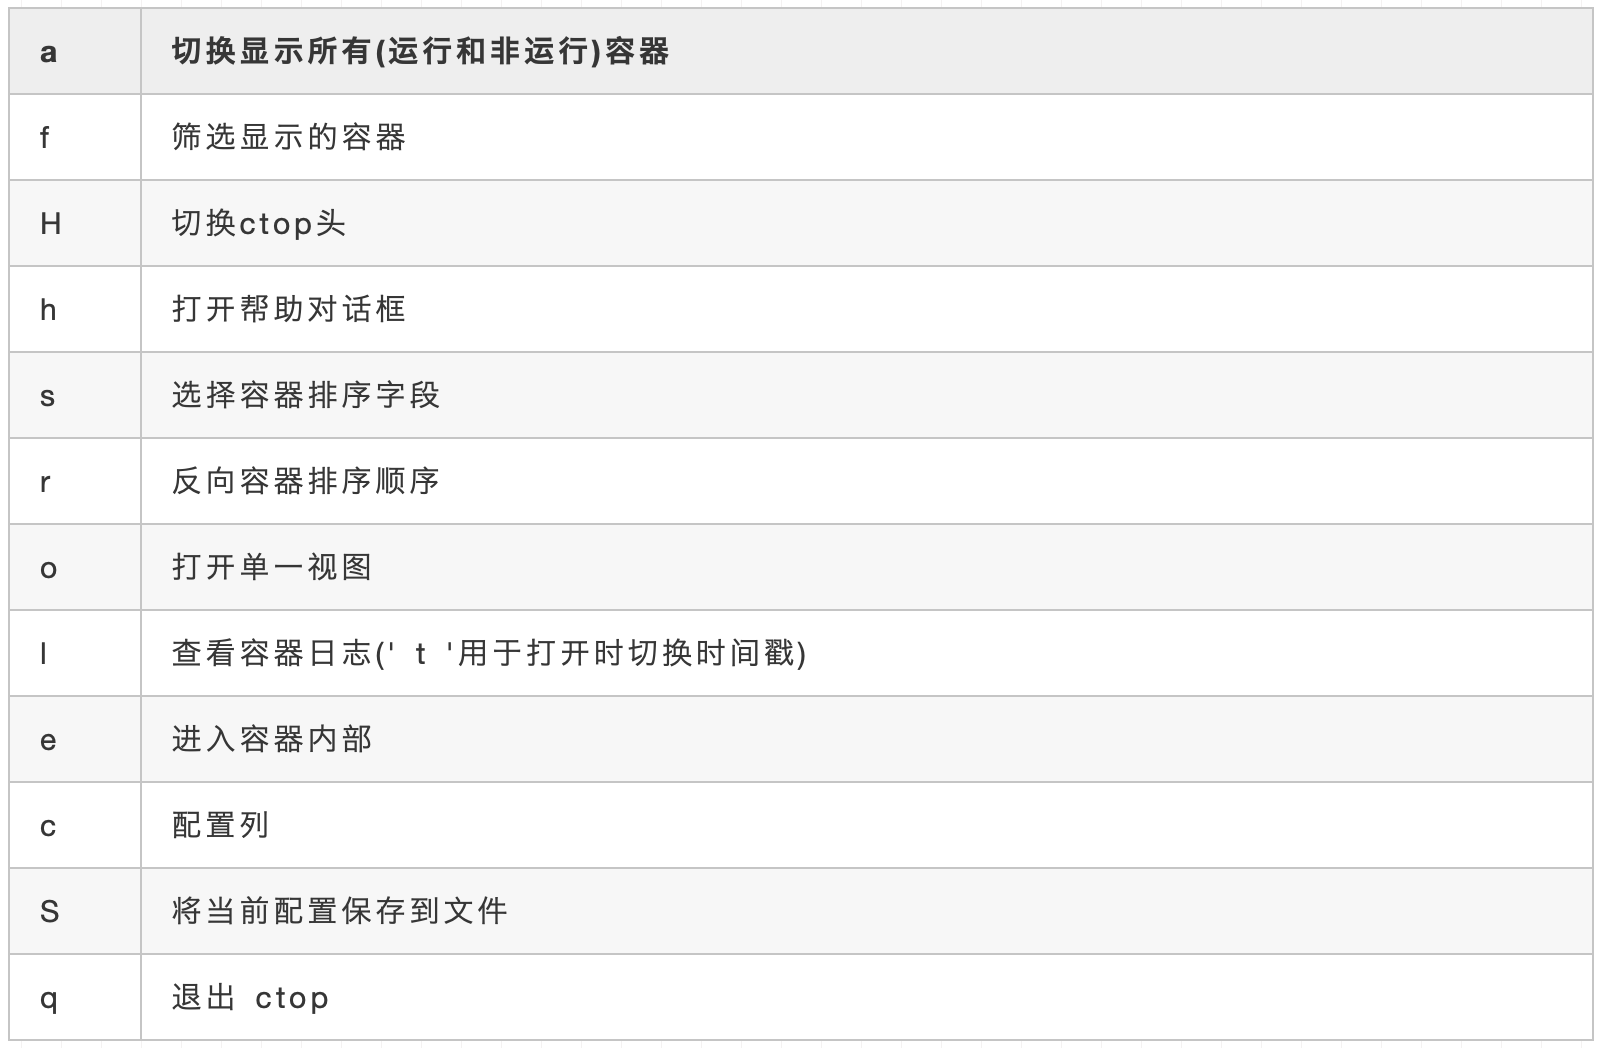 a 切换显示所有(运行和非运行)容器
f 筛选显示的容器
H 切换ctop头
h 打开帮助对话框
s 选择容器排序字段
r 反向容器排序顺序
o 打开单一视图
l 查看容器日志(' t '用于打开时切换时间戳)
e 进入容器内部
c 配置列
S 将当前配置保存到文件
q 退出 ctop